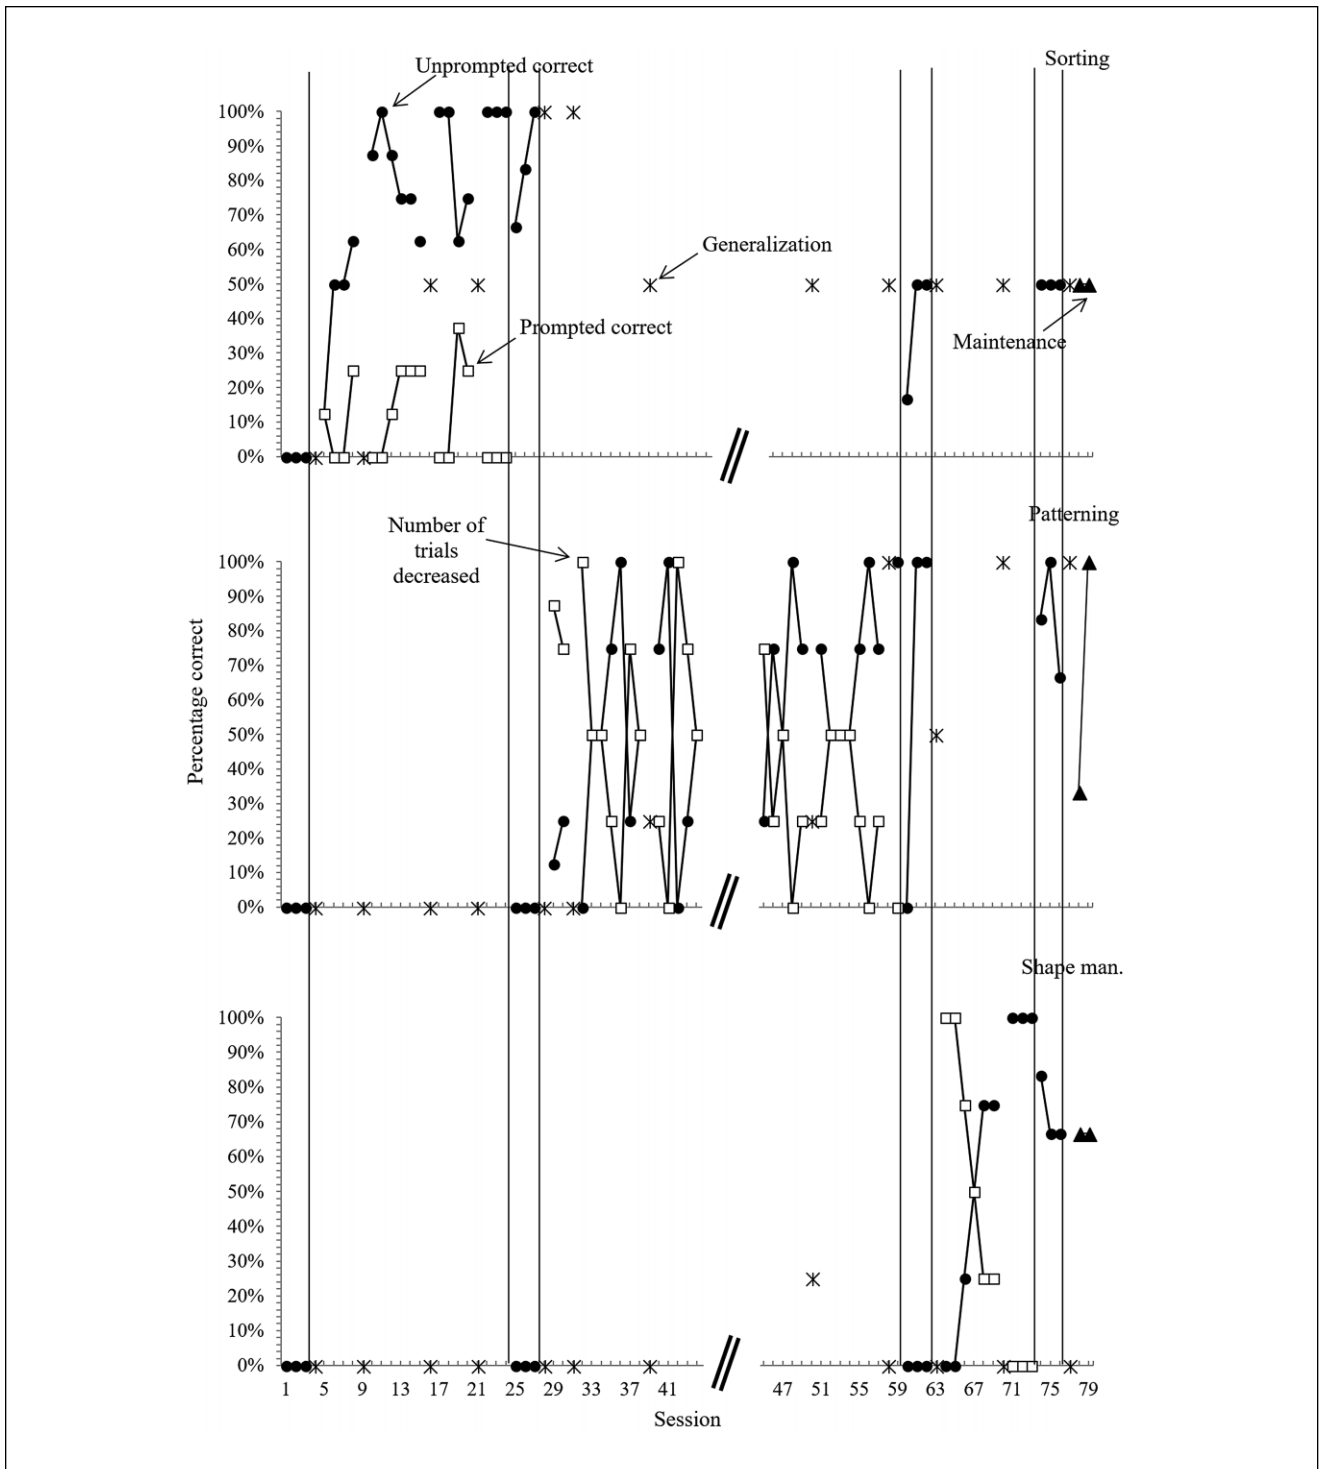 Sorting
Unprompted correct
100%
90%
80%
70%
60%
50%
40%
30%
20%
10%
0%
Generalization
Prompted correct
Maintenance
Patterning
Number of
trials
decreased
100%
90%
80%
70%
60%
50%
40%
30%
20%
10%
0%
Percentage correct
Shape man.
100%
90%
80%
70%
60%
50%
40%
30%
20%
10%
0%
1 5 9 13 17 21 25 29 33 37 41 47 51 55 59 63 67 71 75 79
Session